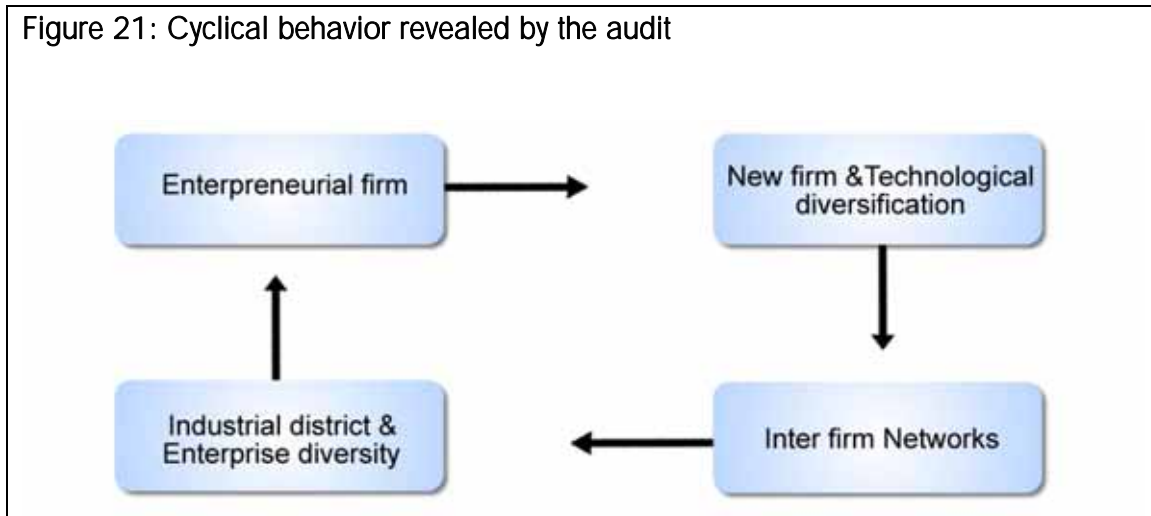 Figure 21: Cyclical behavior revealed by the audit
Enterpreneurial firm
New firm &Technological
diversification
Industrial district &
Enterprise diversity
Inter firm Networks